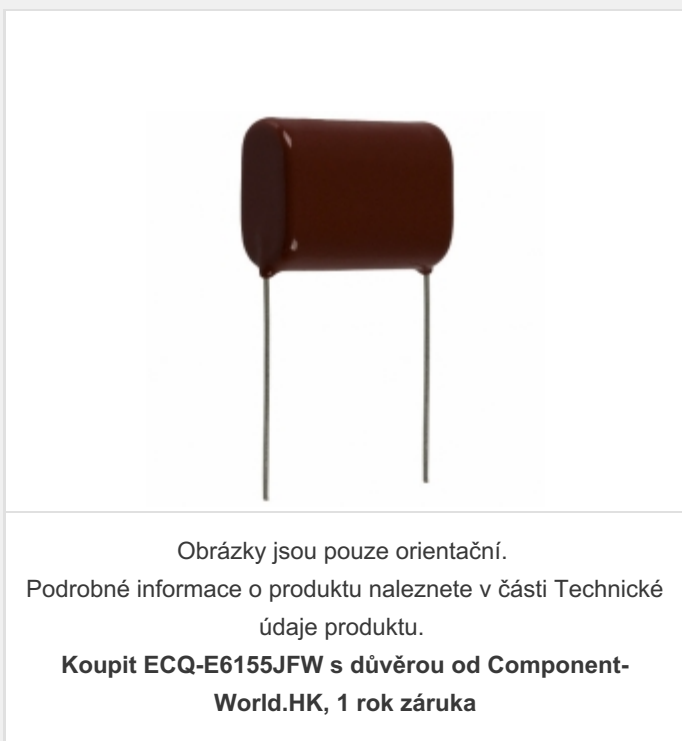 Obrázky jsou pouze orientační.
Podrobné informace o produktu naleznete v části Technické
údaje produktu.
Koupit ECQ-E6155JFW s důvěrou od Component-
World.HK, 1 rok záruka